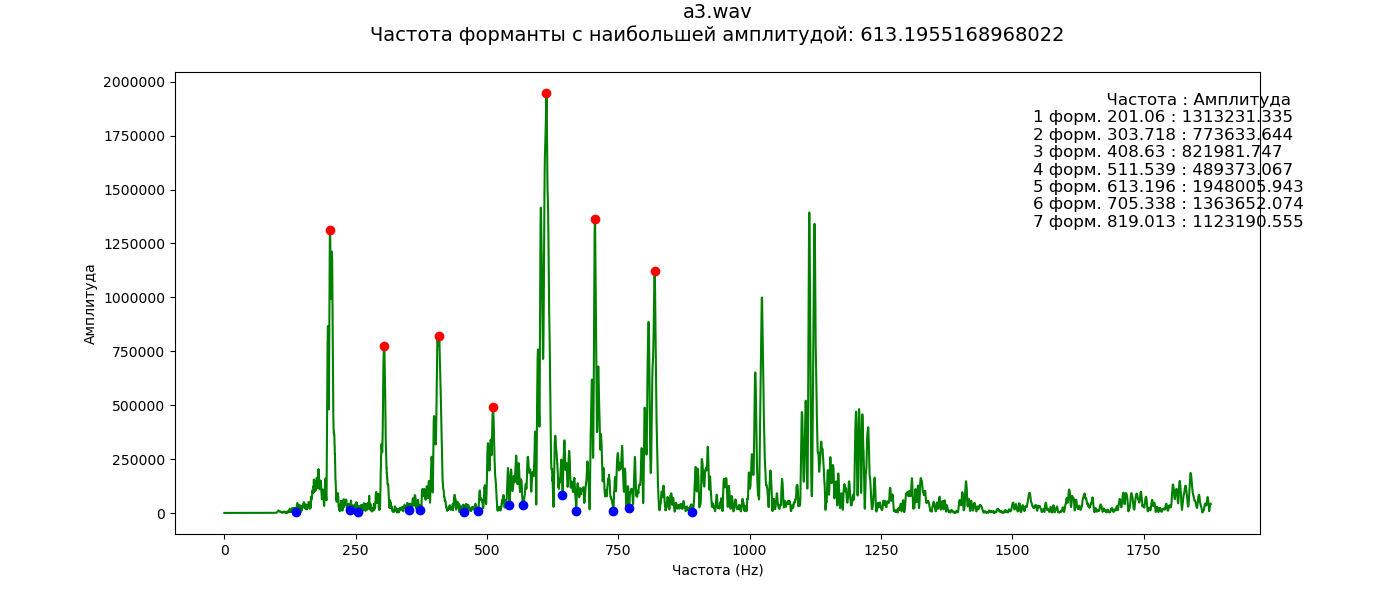 a3.wav
Частота форманты с наибольшей амплитудой: 613.1955168968022
Частота : Амплитуда
1 форм. 201.06 : 1313231.335
2 форм. 303.718 : 773633.644
3 форм. 408.63 : 821981.747
4 форм. 511.539 : 489373.067
5 форм. 613.196 : 1948005.943
6 форм. 705.338 : 1363652.074
7 форм. 819.013 : 1123190.555
Амплитуда
2000000
1750000
1500000
1250000
1000000
750000
500000
250000
0
0 250 500 750 1000 1250 1500 1750
Частота (Hz)